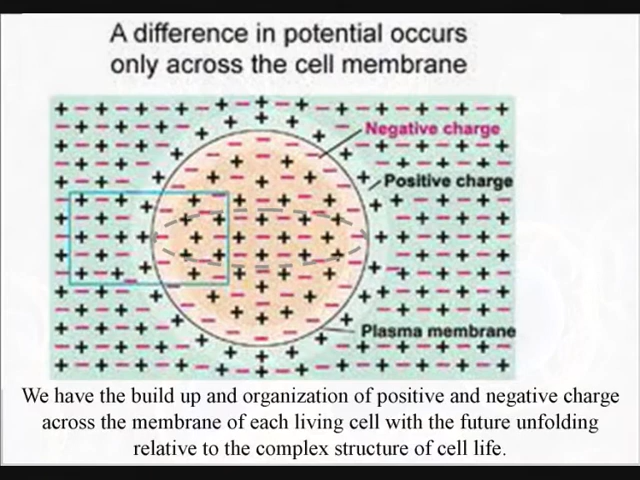 A difference in potential occurs
only across the cell membrane
Negative charge
Positive charge
Plasma membrane
We have the build up and organization of positive and negative charge
across the membrane of each living cell with the future unfolding
relative to the complex structure of cell life.